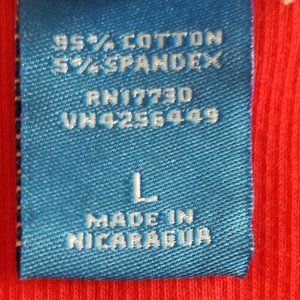 95% COTTON
5% SPANDEX
RN17730
VN4256449
L
MADE IN
NICARAGUA